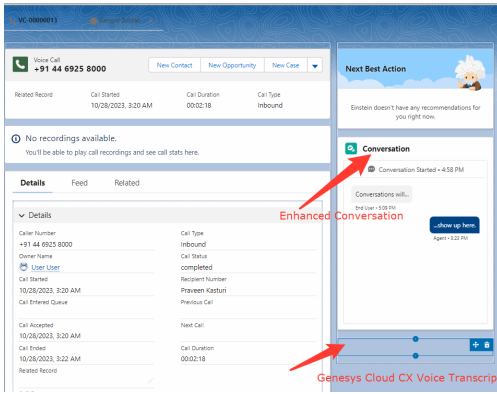 VC-00000013
Voice Call
+91 44 6925 8000
New Contact
New Opportunity
New Case
Related Record
Call Started
Call Duration
Call Type
10/28/2023, 3:20 AM
00:02:18
Inbound
No recordings available.
You'll be able to play call recordings and see call stats here.
Details
Feed
Related
Details
Caller Number
Call Type
+91 44 6925 8000
Inbound
Owner Name
Call Status
User User
completed
Call Started
Recipient Number
10/28/2023, 3:20 AM
Praveen Kasturi
Call Entered Queue
Previous Call
Call Accepted
Next Call
10/28/2023, 3:20 AM
Call Ended
Call Duration
10/28/2023, 3:22 AM
00:02:18
Related Record
Next Best Action
Einstein doesn't have any recommendations for
you right now.
Conversation
Conversation Started • 4:58 PM
Conversations will...
End User • 5:09 PM
Enhanced Conversation
...show up here.
Agent • 5:23 PM
Genesys Cloud CX Voice Transcrip